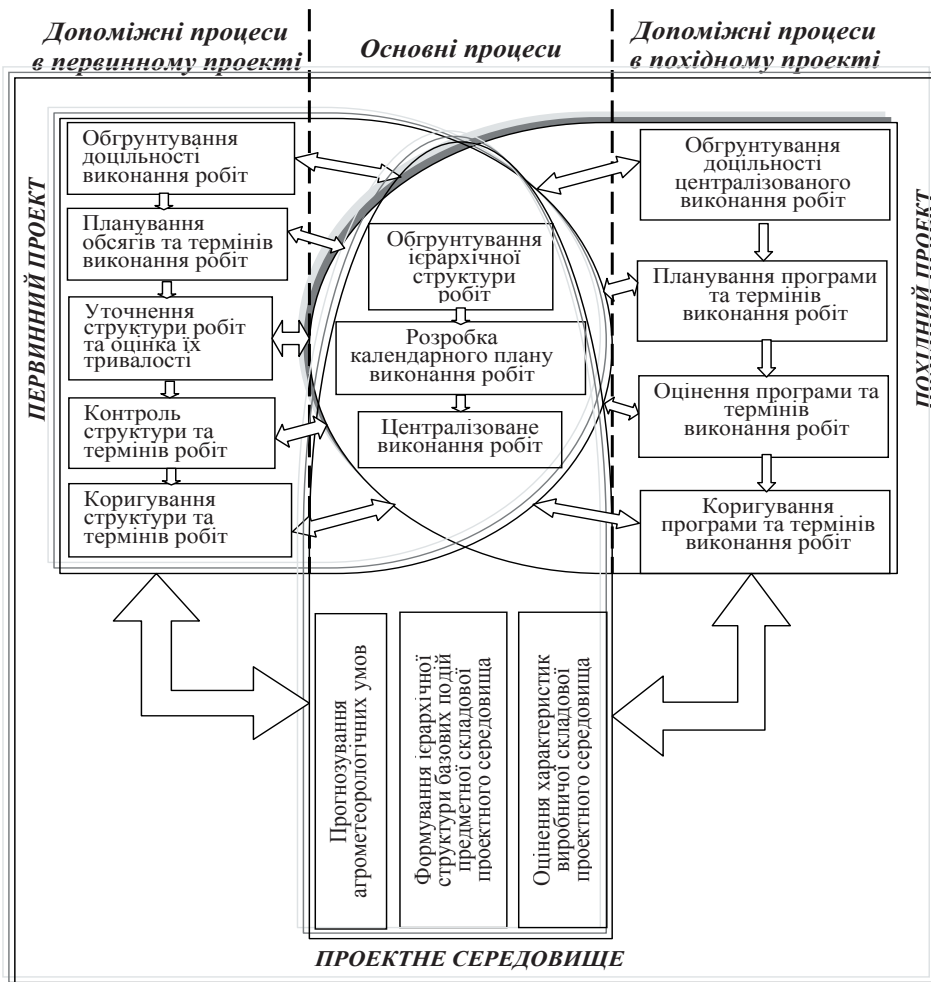 Допоміжні процеси
в первинному проекті
Основні процеси
Допоміжні процеси
в похідному проекті
ПЕРВИННИЙ ПРОЕКТ
Обгрунтування
доцільності
виконання робіт
Планування
обсягів та термінів
виконання робіт
Уточнення
структури робіт
та оцінка їх
тривалості
Контроль
структури та
термінів робіт
Коригування
структури та
термінів робіт
Обгрунтування
ієрархічної
структури
робіт
Розробка
календарного плану
виконання робіт
Централізоване
виконання робіт
Обгрунтування
доцільності
централізованого
виконання робіт
Планування програми
та термінів
виконання робіт
Оцінення програми та
термінів
виконання робіт
Коригування
програми та термінів
виконання робіт
ПОХІДНИЙ ПРОЕКТ
Прогнозування
агрометеорологічних умов
Формування ієрархічної
структури базових подій
предметної складової
проектного середовища
Оцінення характеристик
виробничої складової
проектного середовища
ПРОЕКТНЕ СЕРЕДОВИЩЕ